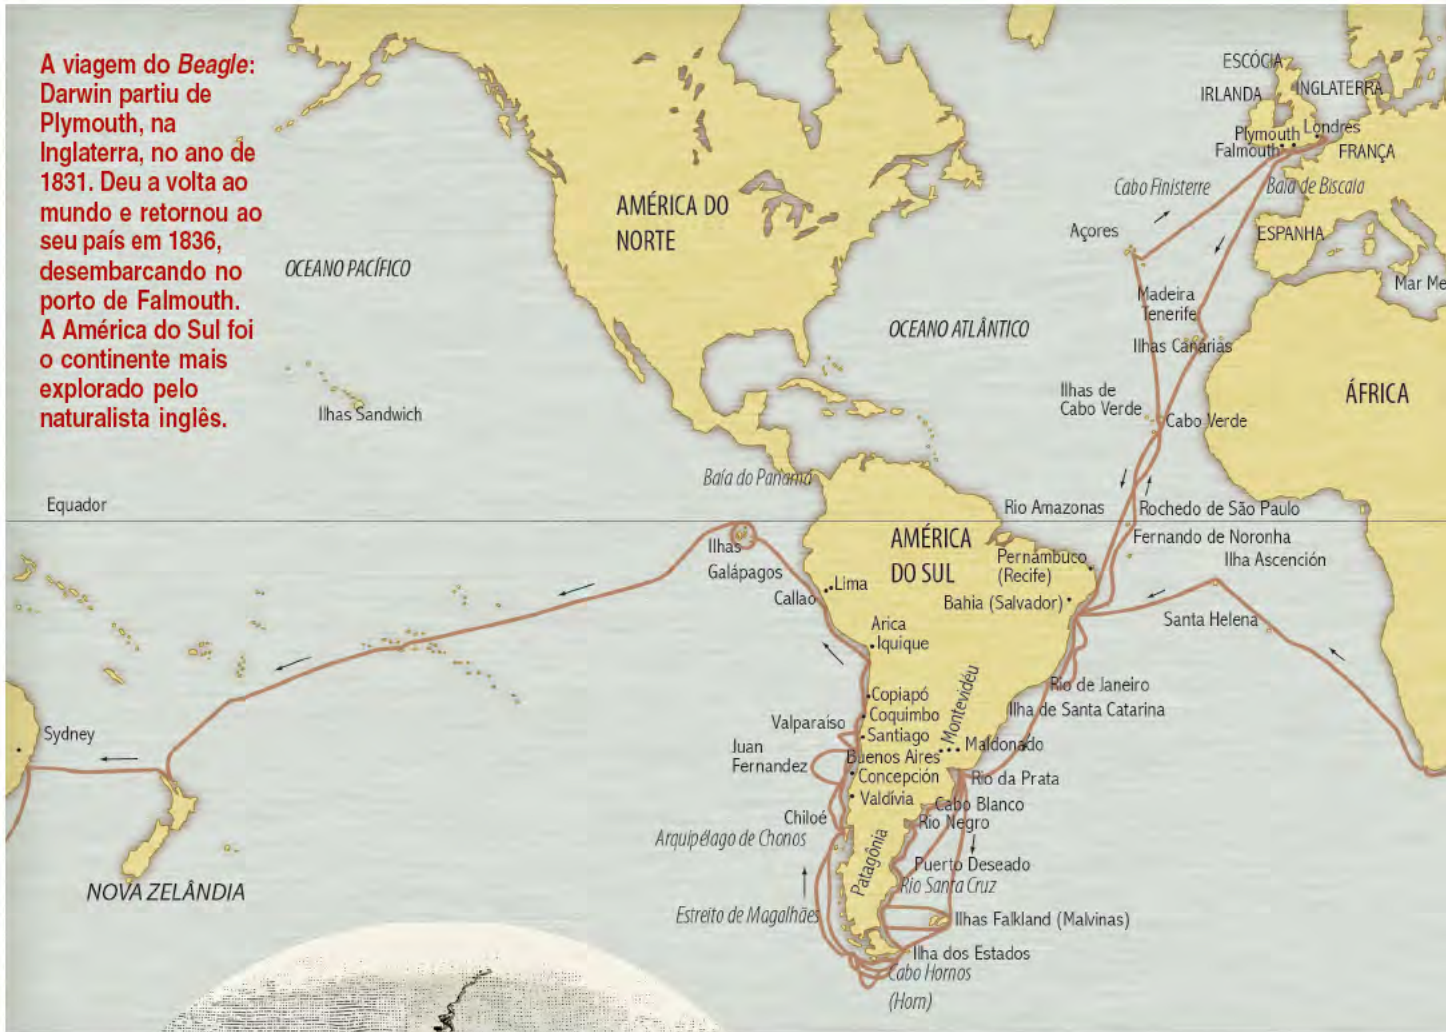 A viagem do Beagle:
Darwin partiu de
Plymouth, na
Inglaterra, no ano de
1831. Deu a volta ao
mundo e retornou ao
seu país em 1836,
desembarcando no
porto de Falmouth.
A América do Sul foi
o continente mais
explorado pelo
naturalista inglês.
ESCÓCIA
IRLANDA
INGLATERRA
Plymouth
Londres
Falmouth
FRANÇA
Cabo Finisterre
Baía de Biscaia
AMÉRICA DO
NORTE
Açores
ESPANHA
OCEANO PACÍFICO
Mar Me
Madeira
Tenerife
OCEANO ATLÂNTICO
Ilhas Canárias
Ilhas de
Cabo Verde
Cabo Verde
ÁFRICA
Ilhas Sandwich
Baía do Panamá
Equador
Rio Amazonas
Rochedo de São Paulo
Fernando de Noronha
AMÉRICA
DO SUL
Ilhas
Galápagos
Pernambuco
(Recife)
Ilha Ascención
Lima
Callao
Bahia (Salvador)
Santa Helena
Arica
Iquique
Rio de Janeiro
Copiapó
Ilha de Santa Catarina
Valparaíso
Coquimbo
Santiago
Montevidéu
Maldonado
Sydney
Juan
Fernandez
Buenos Aires
Concepción
Rio da Prata
Valdívia
Cabo Blanco
Chiloé
Rio Negro
Arquipélago de Chonos
Patagônia
Puerto Deseado
Rio Santa Cruz
NOVA ZELÂNDIA
Estreito de Magalhães
Ilhas Falkland (Malvinas)
Ilha dos Estados
Cabo Hornos
(Horn)